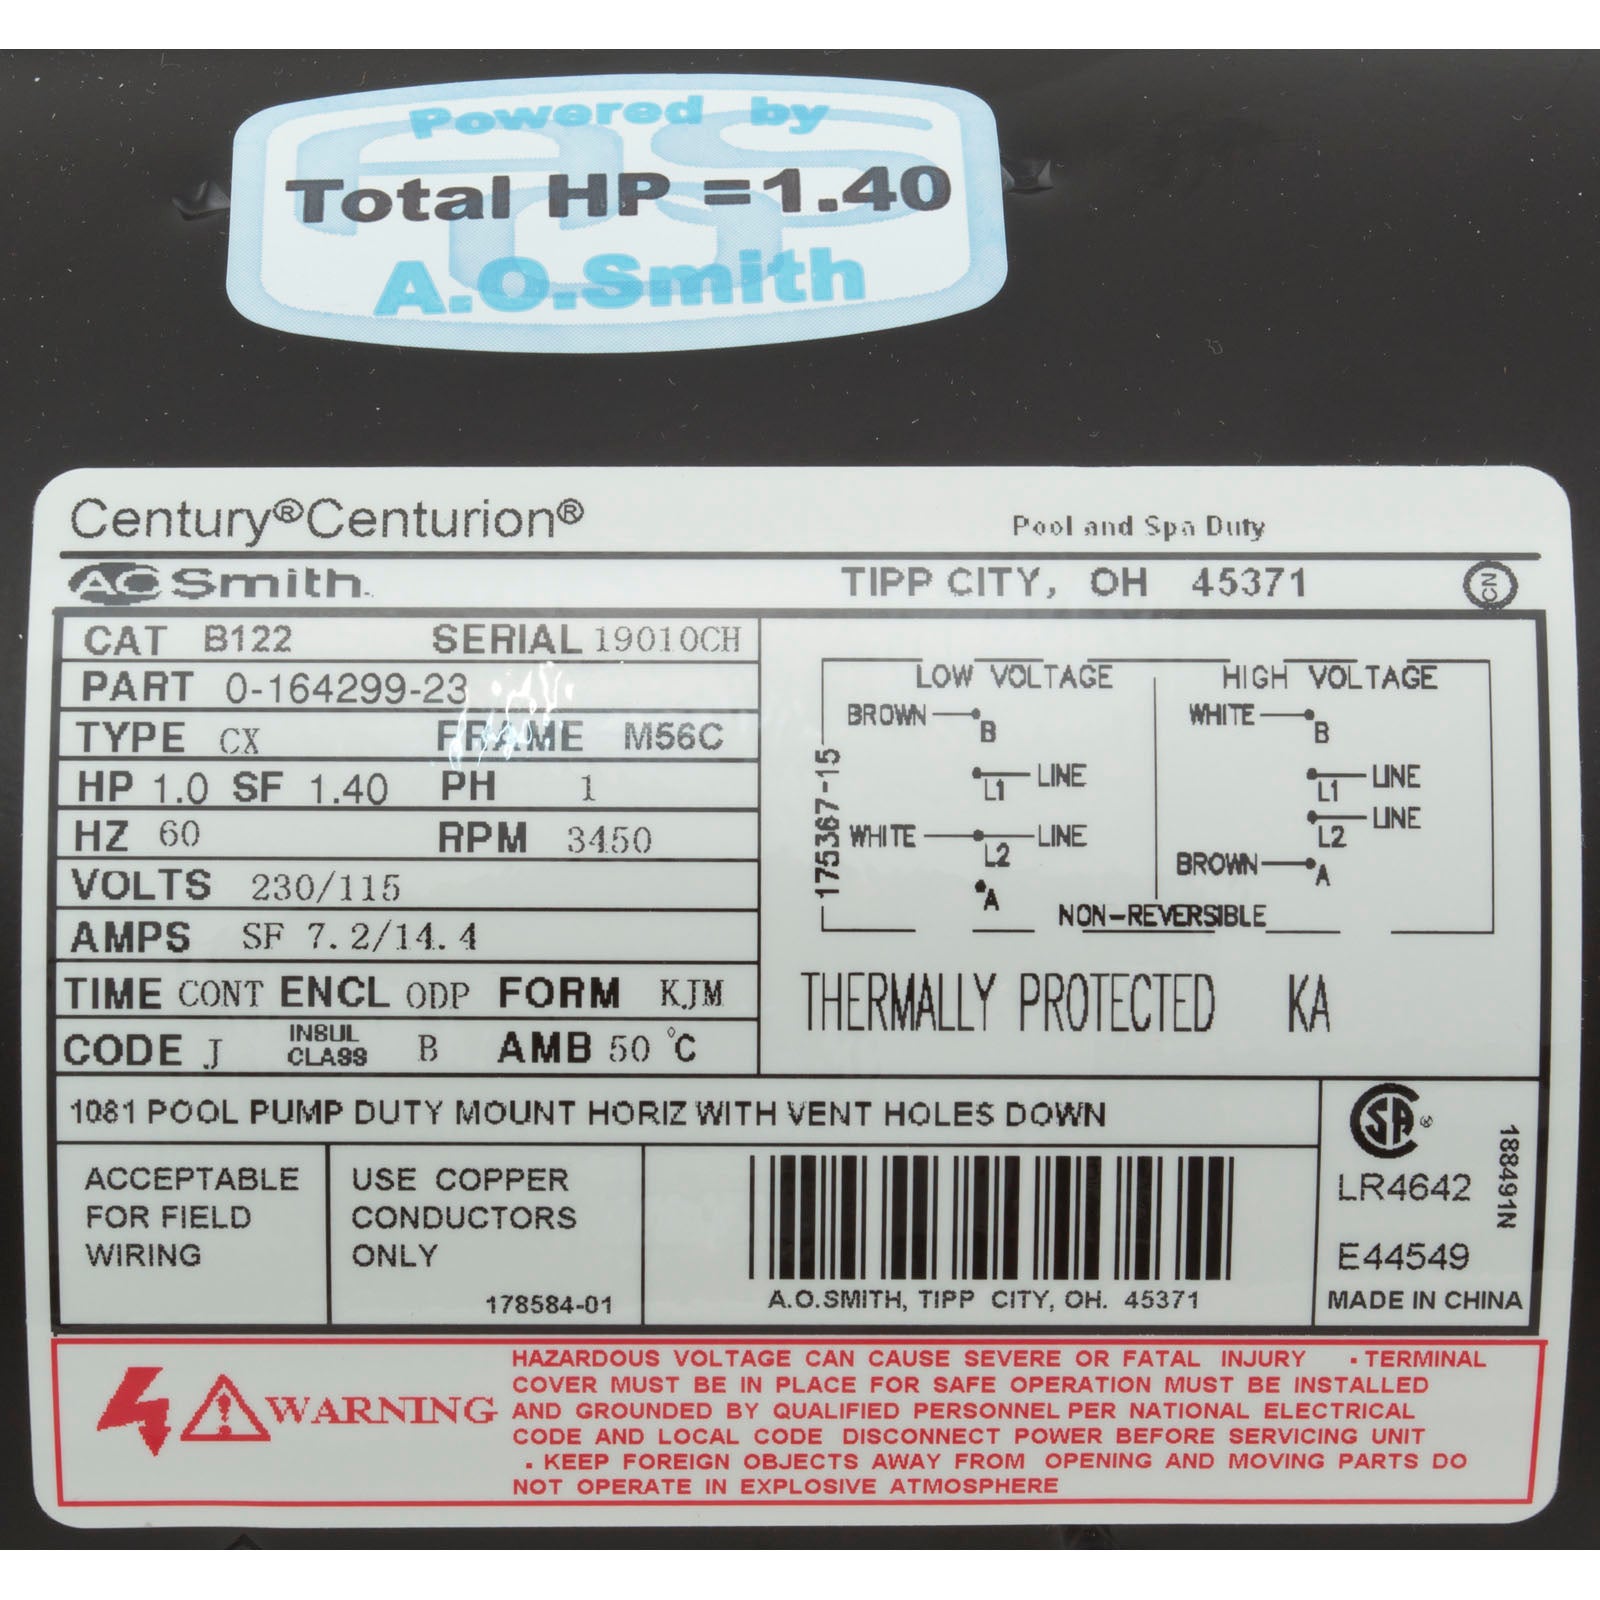 Powered by
Total HP =1.40
A.O.Smith
Century®Centurion®
Pool and Spa Duty
AO Smith.
TIPP CITY, OH 45371
CN
CAT B122 SERIAL 19010CH
PART 0-164299-23
TYPE CX FRAME M56C
HP 1.0 SF 1.40 PH 1
HZ 60 RPM 3450
VOLTS 230/115
AMPS SF 7.2/14.4
TIME CONT ENCL ODP FORM KJM
CODE J INSUL CLASS B AMB 50 °C
175367-15
LOW VOLTAGE
BROWN B
L1 LINE
WHITE L2 LINE
A
HIGH VOLTAGE
WHITE B
L1 LINE
L2 LINE
BROWN A
NON-REVERSIBLE
THERMALLY PROTECTED KA
1081 POOL PUMP DUTY MOUNT HORIZ WITH VENT HOLES DOWN
ACCEPTABLE
FOR FIELD
WIRING
USE COPPER
CONDUCTORS
ONLY
178584-01
A.O.SMITH, TIPP CITY, OH. 45371
SA ®
LR4642
E44549
MADE IN CHINA
188491N
WARNING
HAZARDOUS VOLTAGE CAN CAUSE SEVERE OR FATAL INJURY • TERMINAL
COVER MUST BE IN PLACE FOR SAFE OPERATION MUST BE INSTALLED
AND GROUNDED BY QUALIFIED PERSONNEL PER NATIONAL ELECTRICAL
CODE AND LOCAL CODE DISCONNECT POWER BEFORE SERVICING UNIT
• KEEP FOREIGN OBJECTS AWAY FROM OPENING AND MOVING PARTS DO
NOT OPERATE IN EXPLOSIVE ATMOSPHERE